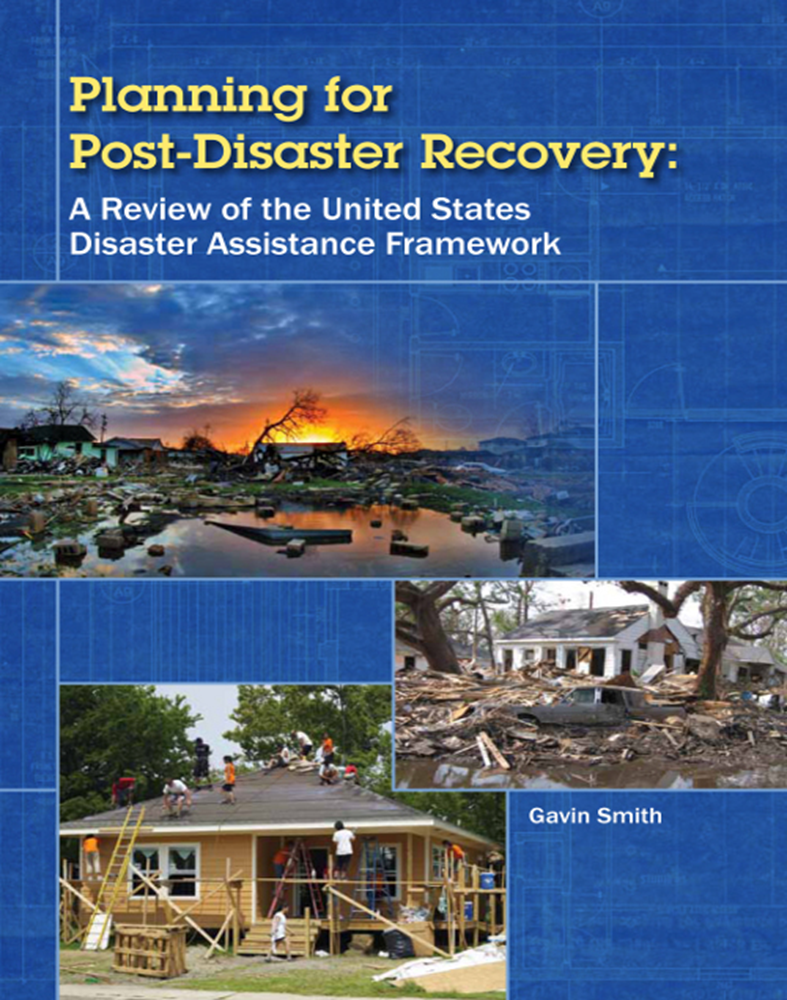 Planning for
Post-Disaster Recovery:
A Review of the United States
Disaster Assistance Framework
Gavin Smith